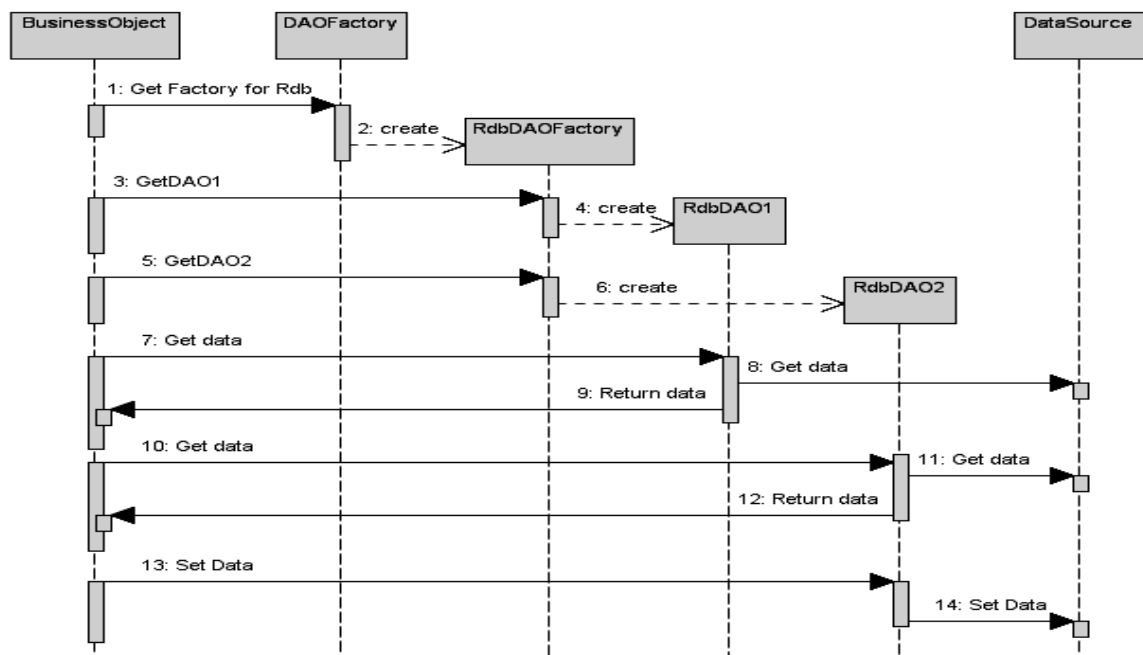 BusinessObject
DAOFactory
DataSource
1: Get Factory for Rdb
2: create
RdbDAOFactory
3: GetDAO1
4: create
RdbDAO1
5: GetDAO2
6: create
RdbDAO2
7: Get data
8: Get data
9: Return data
10: Get data
11: Get data
12: Return data
13: Set Data
14: Set Data